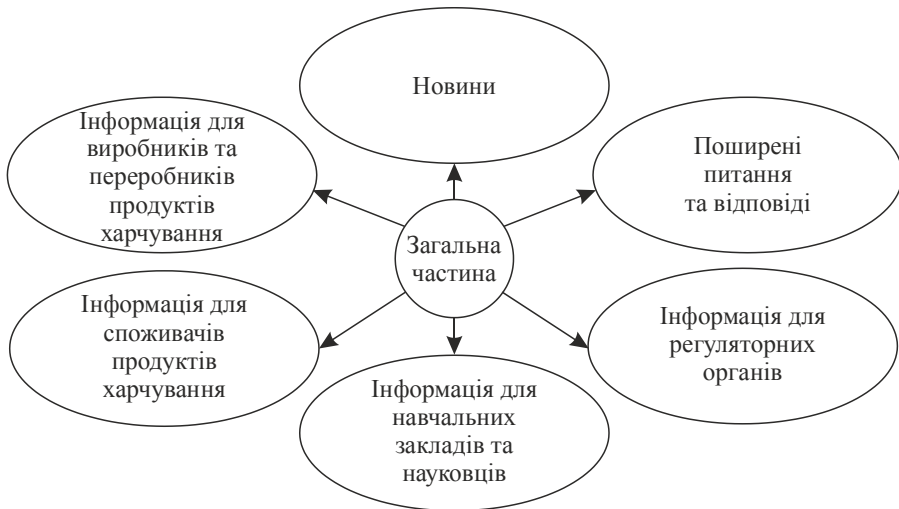 Новини
Інформація для
виробників та
переробників
продуктів
харчування
Поширені
питання
та відповіді
Загальна
частина
Інформація для
споживачів
продуктів
харчування
Інформація для
регуляторних
органів
Інформація для
навчальних
закладів та
науковців